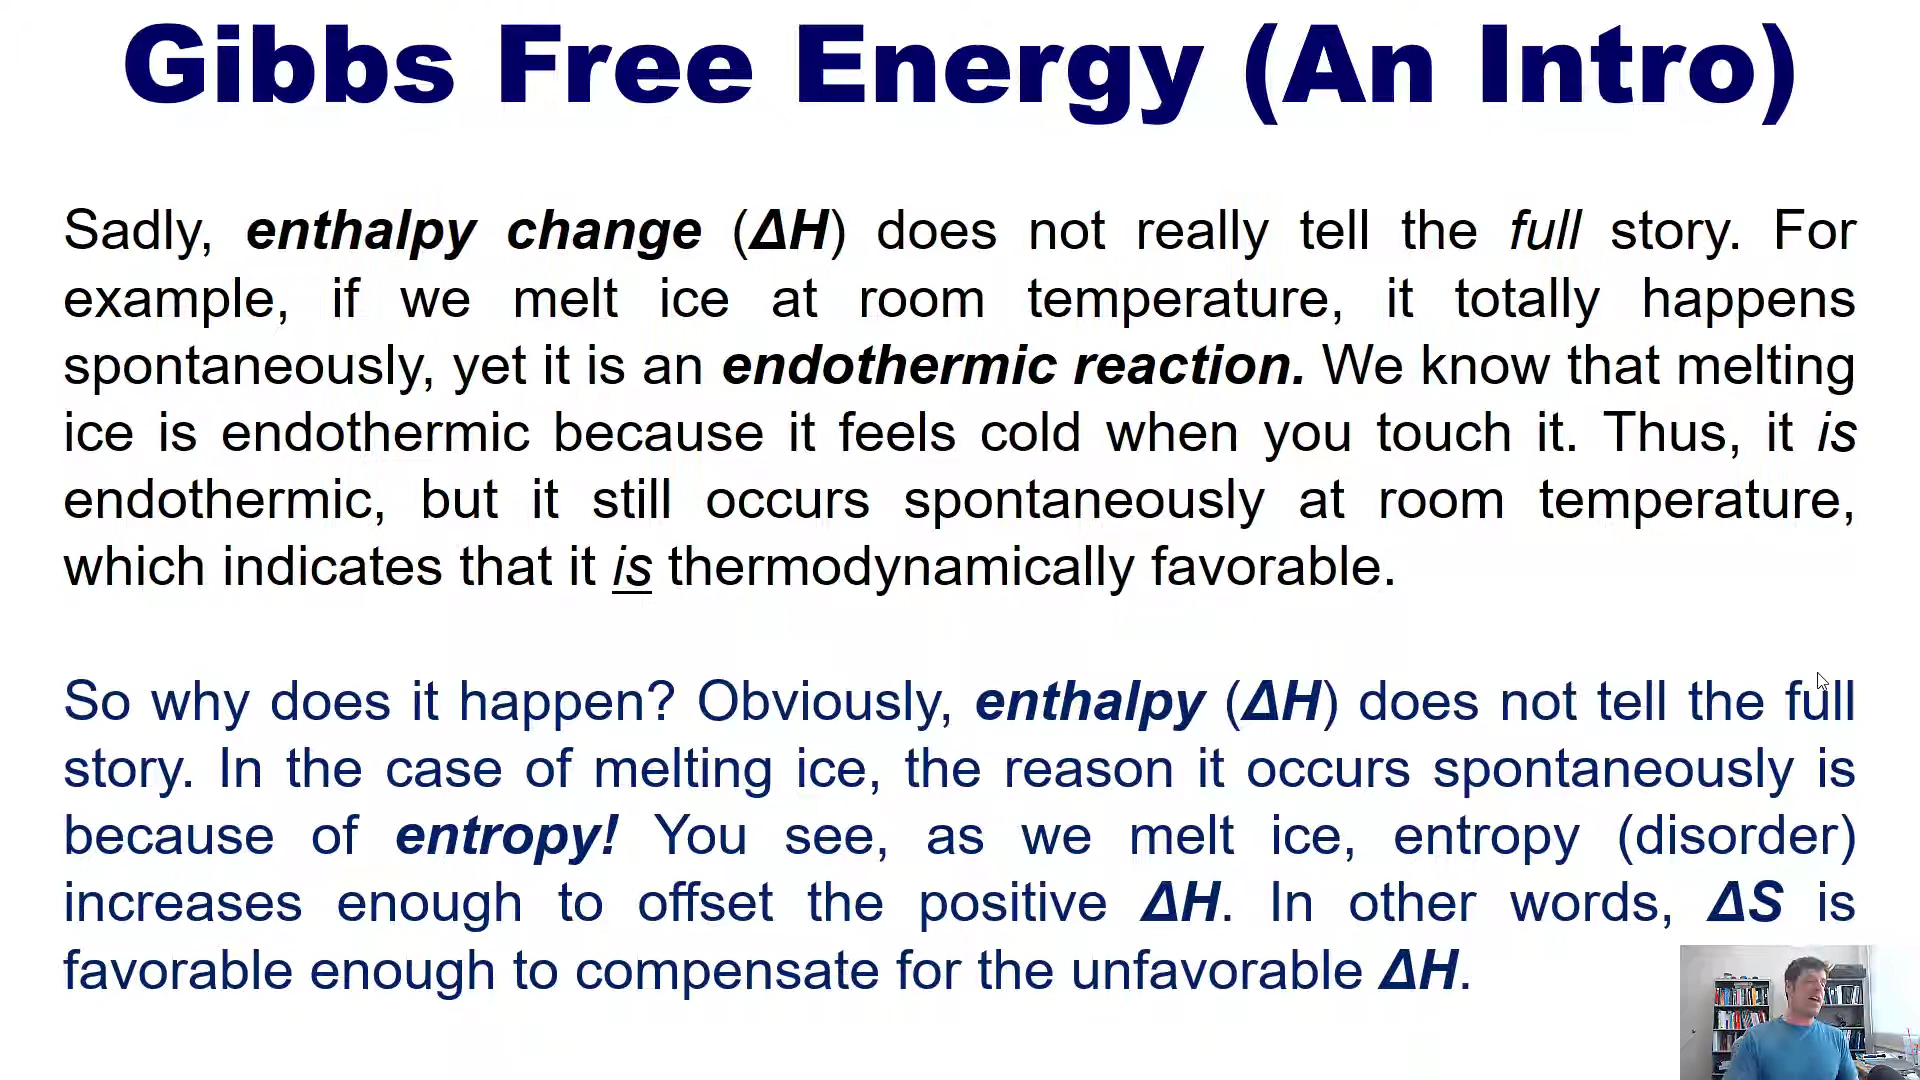 Gibbs Free Energy (An Intro)
Sadly, enthalpy change (ΔH) does not really tell the full story. For
example, if we melt ice at room temperature, it totally happens
spontaneously, yet it is an endothermic reaction. We know that melting
ice is endothermic because it feels cold when you touch it. Thus, it is
endothermic, but it still occurs spontaneously at room temperature,
which indicates that it is thermodynamically favorable.
So why does it happen? Obviously, enthalpy (ΔH) does not tell the full
story. In the case of melting ice, the reason it occurs spontaneously is
because of entropy! You see, as we melt ice, entropy (disorder)
increases enough to offset the positive ΔH. In other words, ΔS is
favorable enough to compensate for the unfavorable ΔH.